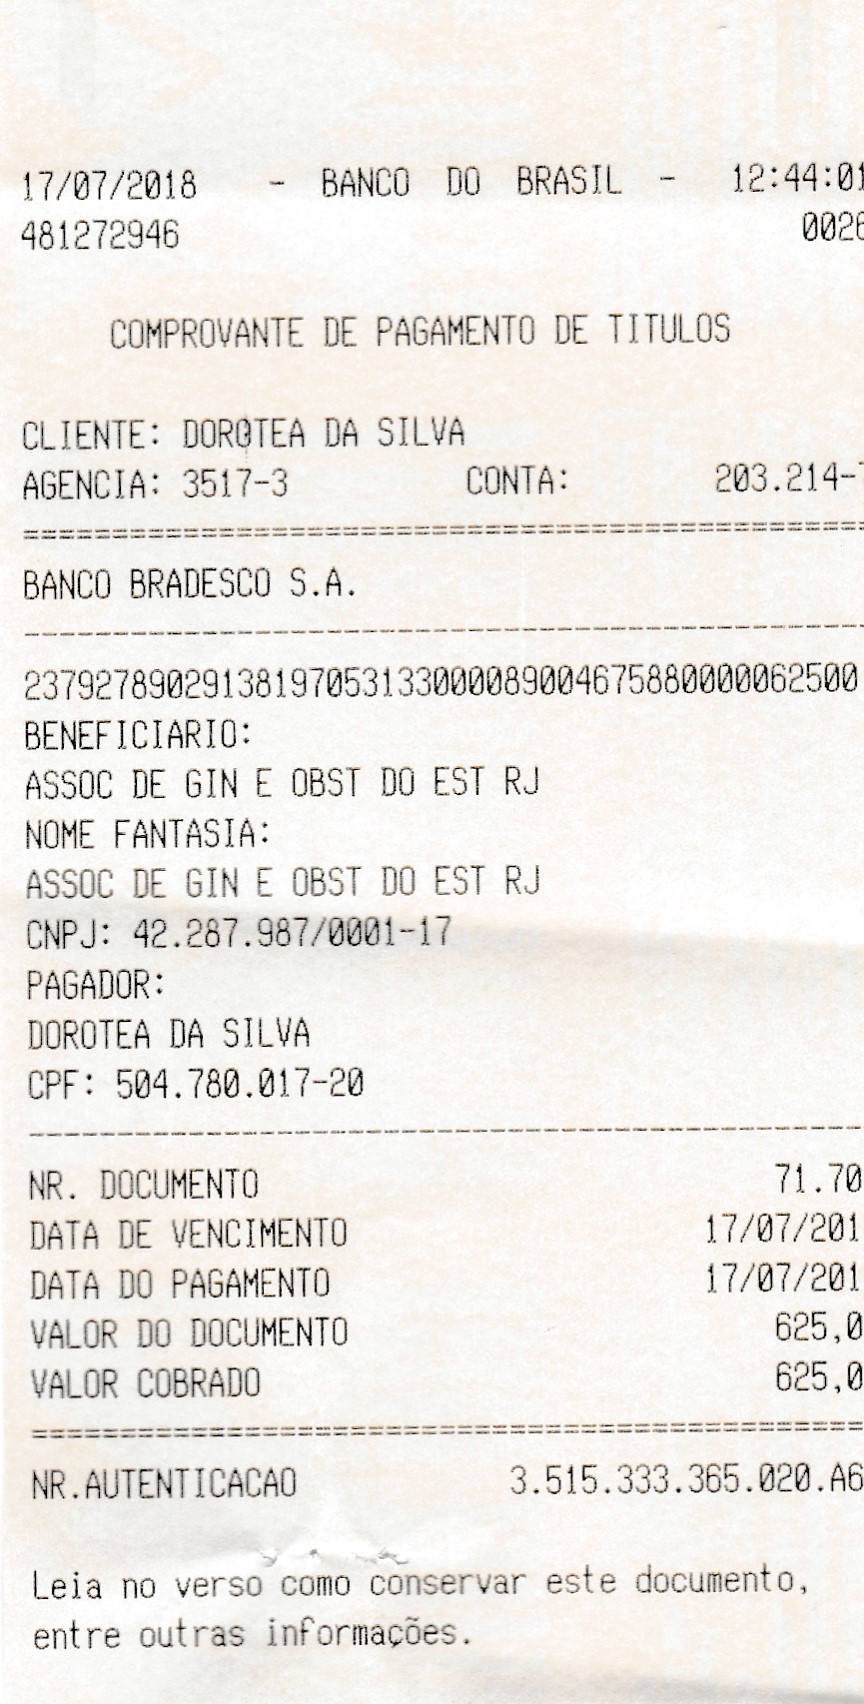 17/07/2018 - BANCO DO BRASIL - 12:44:01
481272946 0026
COMPROVANTE DE PAGAMENTO DE TITULOS
CLIENTE: DOROTEA DA SILVA
AGENCIA: 3517-3 CONTA: 203.214-7
================================================
BANCO BRADESCO S.A.
------------------------------------------------
23792789029138197053133000089004675880000062500
BENEFICIARIO:
ASSOC DE GIN E OBST DO EST RJ
NOME FANTASIA:
ASSOC DE GIN E OBST DO EST RJ
CNPJ: 42.287.987/0001-17
PAGADOR:
DOROTEA DA SILVA
CPF: 504.780.017-20
------------------------------------------------
NR. DOCUMENTO 71.70
DATA DE VENCIMENTO 17/07/201
DATA DO PAGAMENTO 17/07/201
VALOR DO DOCUMENTO 625,0
VALOR COBRADO 625,0
================================================
NR.AUTENTICACAO 3.515.333.365.020.A6
Leia no verso como conservar este documento,
entre outras informações.